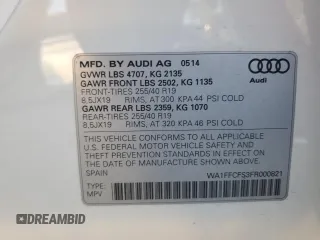 MFD. BY AUDI AG 0514
GVWR LBS 4707, KG 2135
GAWR FRONT LBS 2502, KG 1135
FRONT-TIRES 255/40 R19
8,5JX19 RIMS, AT 300 KPA 44 PSI COLD
GAWR REAR LBS 2359, KG 1070
REAR-TIRES 255/40 R19
8,5JX19 RIMS, AT 320 KPA 46 PSI COLD
THIS VEHICLE CONFORMS TO ALL APPLICABLE
U.S. FEDERAL MOTOR VEHICLE SAFETY,
BUMPER AND THEFT PREVENTION STANDARDS
IN EFFECT ON THE DATE OF MANUFACTURE
SHOWN ABOVE.
SPAIN WA1FFCFS3FR000821
TYPE:
MPV
Audi
DREAMBID